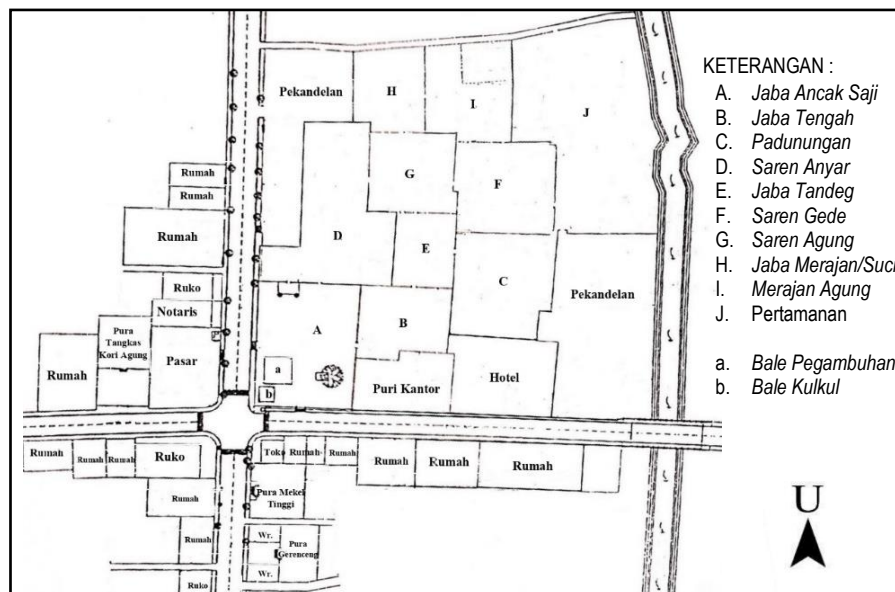 KETERANGAN :
A. Jaba Ancak Saji
B. Jaba Tengah
C. Padunungan
D. Saren Anyar
E. Jaba Tandeg
F. Saren Gede
G. Saren Agung
H. Jaba Merajan/Suci
I. Merajan Agung
J. Pertamanan
a. Bale Pegambuhan
b. Bale Kulkul
Pekandelan
H
I
J
G
F
Rumah
Rumah
Rumah
D
E
C
Pekandelan
Ruko
Notaris
A
B
Pura
Tangkas
Kori Agung
Pasar
P
Rumah
a
b
Puri Kantor
Hotel
Rumah
Rumah
Rumah
Ruko
Toko
Rumah
Rumah
Rumah
Rumah
Rumah
Rumah
Pura Mekel
Tinggi
Rumah
Wr.
Pura
Gerenceng
Wr.
Ruko
U